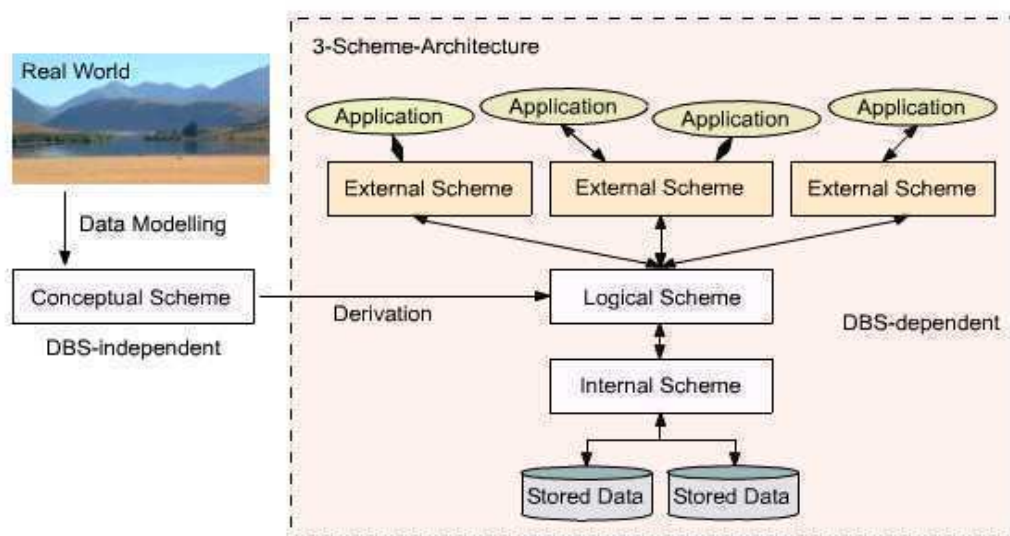 3-Scheme-Architecture
Real World
Application
Application
Application
Application
External Scheme
External Scheme
External Scheme
Data Modelling
Conceptual Scheme
Derivation
Logical Scheme
DBS-dependent
DBS-independent
Internal Scheme
Stored Data
Stored Data